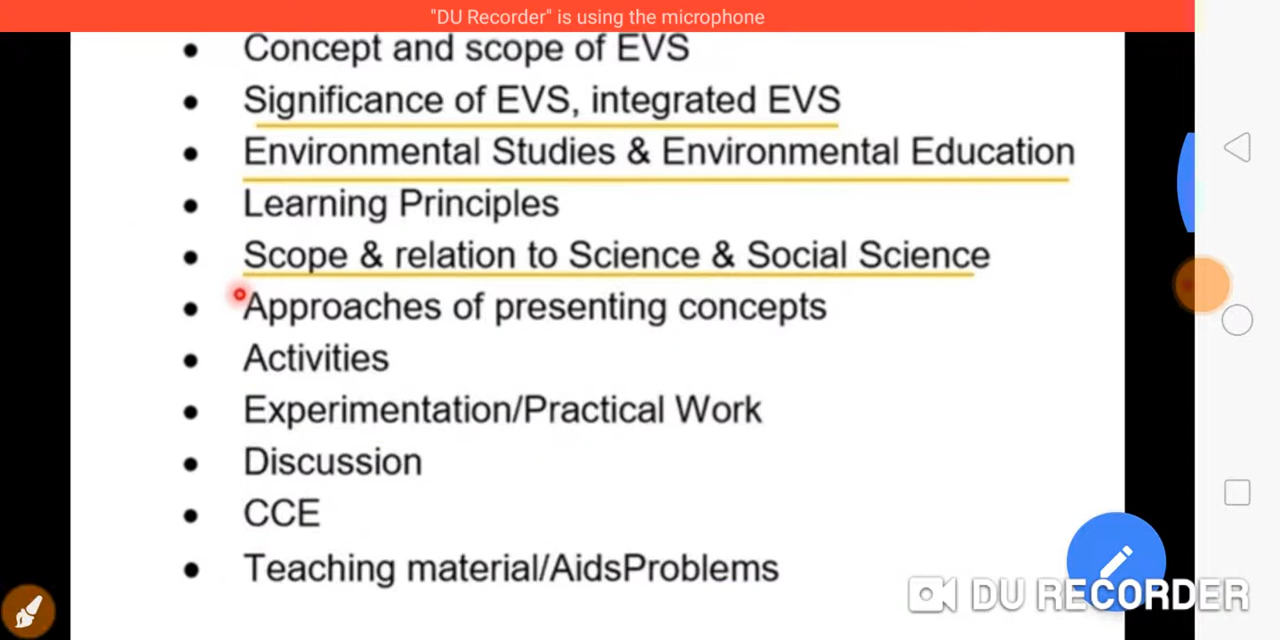 "DU Recorder" is using the microphone
• Concept and scope of EVS
• Significance of EVS, integrated EVS
• Environmental Studies & Environmental Education
• Learning Principles
• Scope & relation to Science & Social Science
• Approaches of presenting concepts
• Activities
• Experimentation/Practical Work
• Discussion
• CCE
• Teaching material/AidsProblems
DU RECORDER